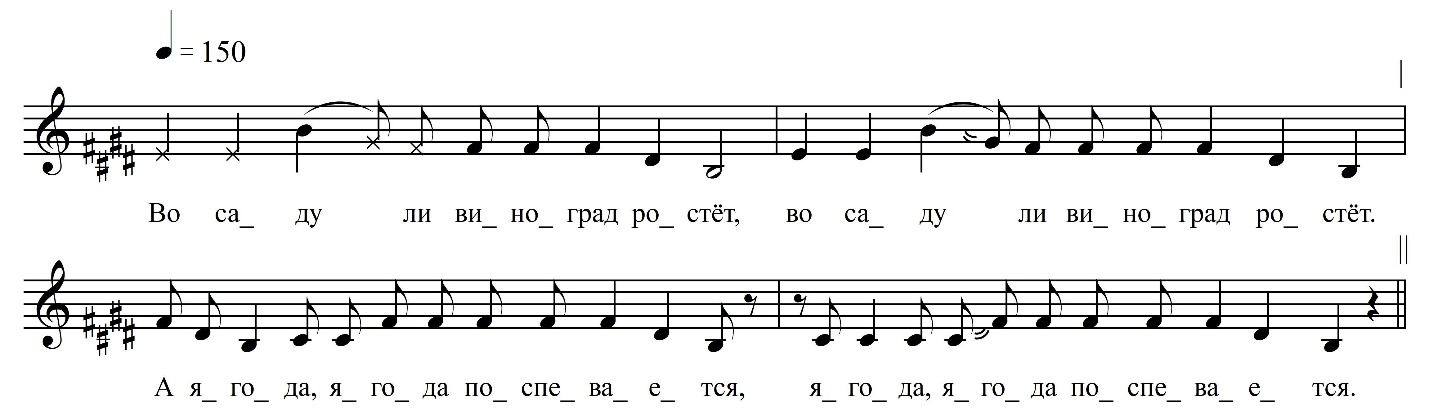 = 150
Во са_ ду ли ви_ но_ град ро_ стёт, во са_ ду ли ви_ но_ град ро_ стёт.
А я_ го_ да, я_ го_ да по_ спе_ ва_ е_ тся, я_ го_ да, я_ го_ да по_ спе_ ва_ е_ тся.